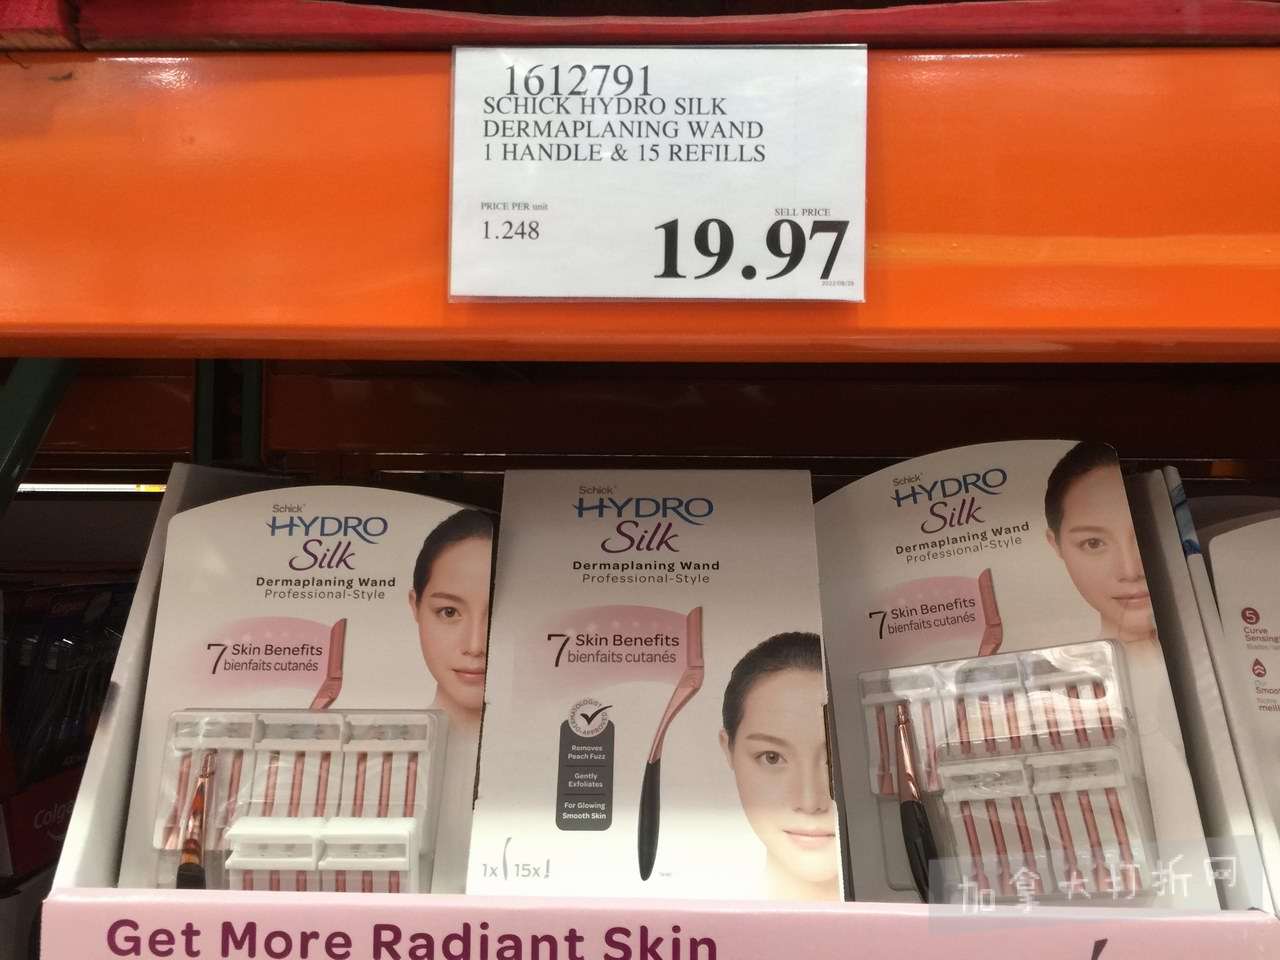 1612791
SCHICK HYDRO SILK
DERMAPLANING WAND
1 HANDLE & 15 REFILLS
PRICE PER unit
1.248
SELL PRICE
19.97
2022/08/29
Schick
HYDRO
Silk
Dermaplaning Wand
Professional-Style
7 Skin Benefits
bienfaits cutanés
Schick
HYDRO
Silk
Dermaplaning Wand
Professional-Style
7 Skin Benefits
bienfaits cutanés
Removes
Peach Fuzz
Gently
Exfoliates
For Glowing
Smooth Skin
1x 15x
Schick
HYDRO
Silk
Dermaplaning Wand
Professional-Style
7 Skin Benefits
bienfaits cutanés
5
Curve
Sensing
Get More Radiant Skin
加拿大打折网